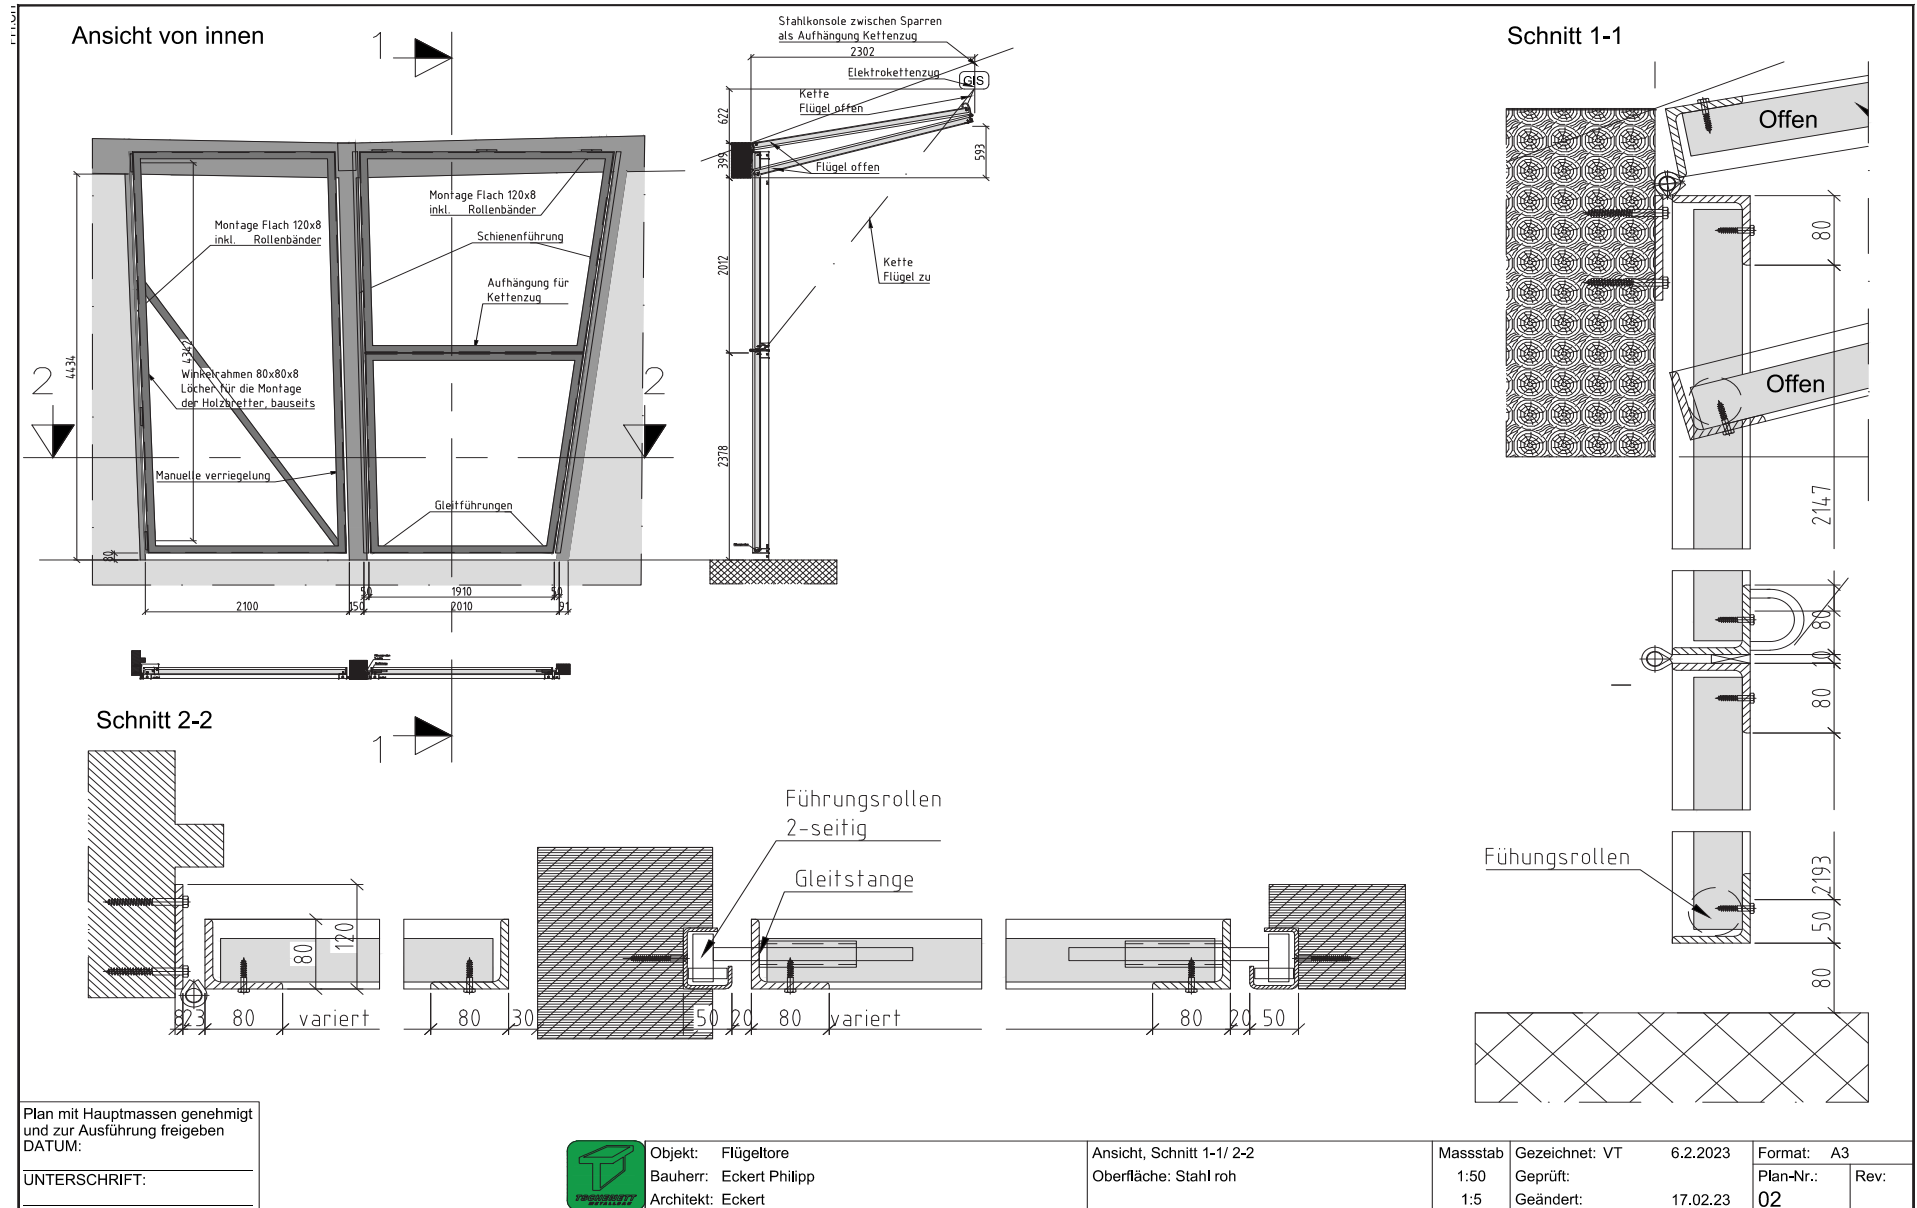 Ansicht von innen
1
Stahlkonsole zwischen Sparren
als Aufhängung Kettenzug
2302
Elektrokettenzug
GIS
Kette
Flügel offen
622
399
593
Flügel offen
Schnitt 1-1
Offen
80
Montage Flach 120x8
inkl. Rollenbänder
Montage Flach 120x8
inkl. Rollenbänder
Schienenführung
Aufhängung für
Kettenzug
2012
Kette
Flügel zu
4434
4342
2
2
Winkelrahmen 80x80x8
Löcher für die Montage
der Holzbretter, bauseits
Offen
Manuelle verriegelung
2378
2147
Gleitführungen
80
50
1910
50
2100
150
2010
91
80
10
80
Schnitt 2-2
1
Führungsrollen
2-seitig
Gleitstange
Fühungsrollen
2193
50
80
80
120
8
23
80
variert
80
30
50
20
80
variert
80
20
50
Plan mit Hauptmassen genehmigt
und zur Ausführung freigeben
DATUM:
UNTERSCHRIFT:
TSCHERRETT
METALLBAU
Objekt: Flügeltore
Bauherr: Eckert Philipp
Architekt: Eckert
Ansicht, Schnitt 1-1/ 2-2
Oberfläche: Stahl roh
Massstab
1:50
1:5
Gezeichnet: VT 6.2.2023
Geprüft:
Geändert: 17.02.23
Format: A3
Plan-Nr.:
02
Rev: